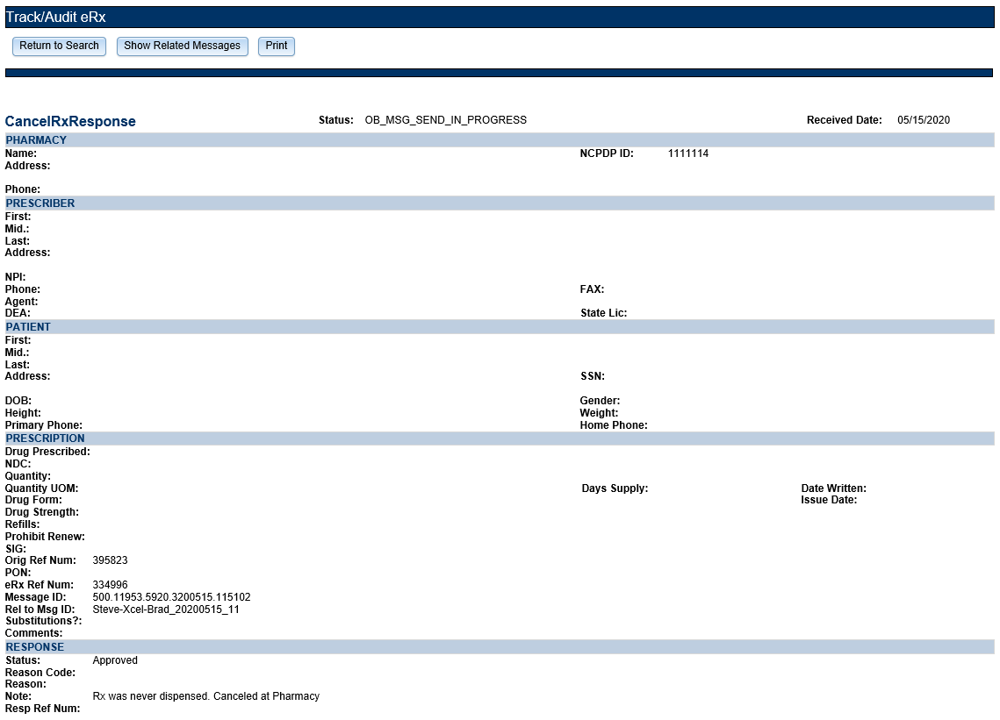 Track/Audit eRx
Return to Search Show Related Messages Print
CancelRxResponse Status: OB_MSG_SEND_IN_PROGRESS Received Date: 05/15/2020
PHARMACY
Name: NCPDP ID: 1111114
Address:
Phone:
PRESCRIBER
First:
Mid.:
Last:
Address:
NPI:
Phone: FAX:
Agent:
DEA: State Lic:
PATIENT
First:
Mid.:
Last:
Address: SSN:
DOB: Gender:
Height: Weight:
Primary Phone: Home Phone:
PRESCRIPTION
Drug Prescribed:
NDC:
Quantity:
Quantity UOM: Days Supply: Date Written:
Drug Form: Issue Date:
Drug Strength:
Refills:
Prohibit Renew:
SIG:
Orig Ref Num: 395823
PON:
eRx Ref Num: 334996
Message ID: 500.11953.5920.3200515.115102
Rel to Msg ID: Steve-Xcel-Brad_20200515_11
Substitutions?:
Comments:
RESPONSE
Status: Approved
Reason Code:
Reason:
Note: Rx was never dispensed. Canceled at Pharmacy
Resp Ref Num: